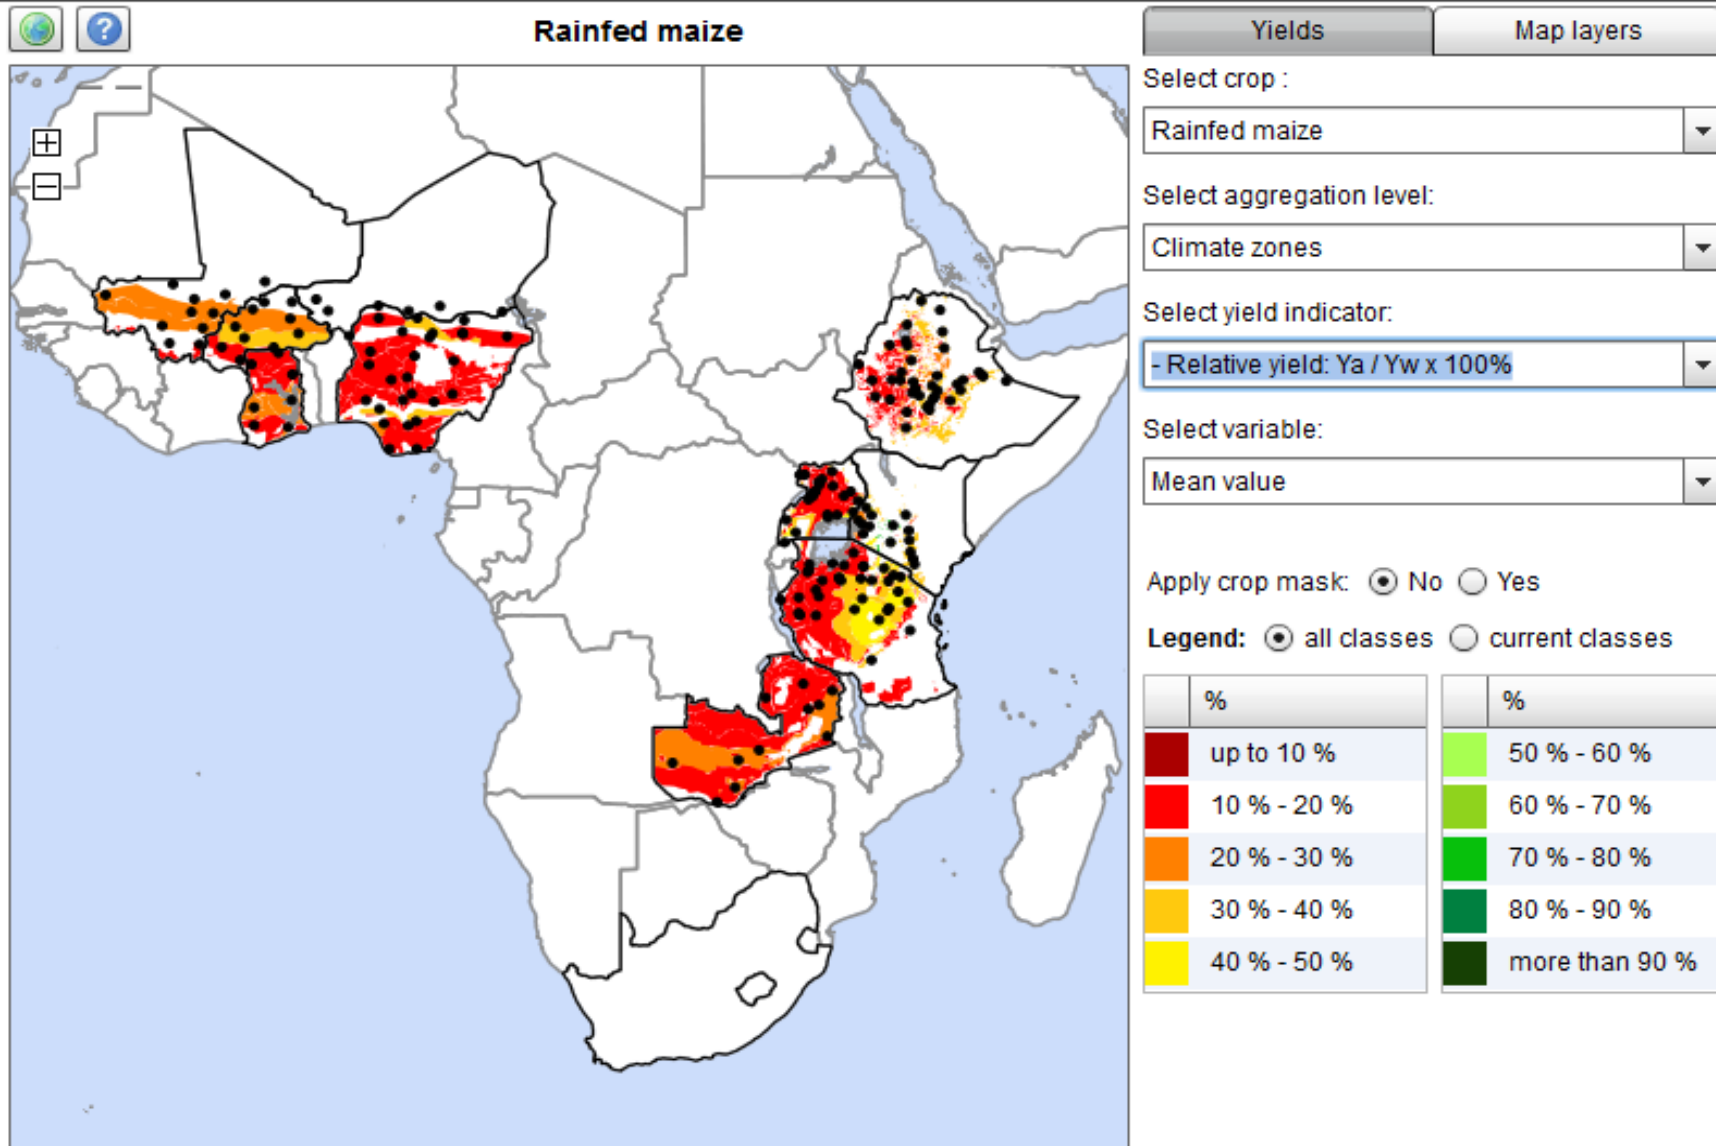 Rainfed maize
Yields
Map layers
Select crop :
Rainfed maize
Select aggregation level:
Climate zones
Select yield indicator:
- Relative yield: Ya / Yw x 100%
Select variable:
Mean value
Apply crop mask: No Yes
Legend: all classes current classes
% %
up to 10 % 50 % - 60 %
10 % - 20 % 60 % - 70 %
20 % - 30 % 70 % - 80 %
30 % - 40 % 80 % - 90 %
40 % - 50 % more than 90 %